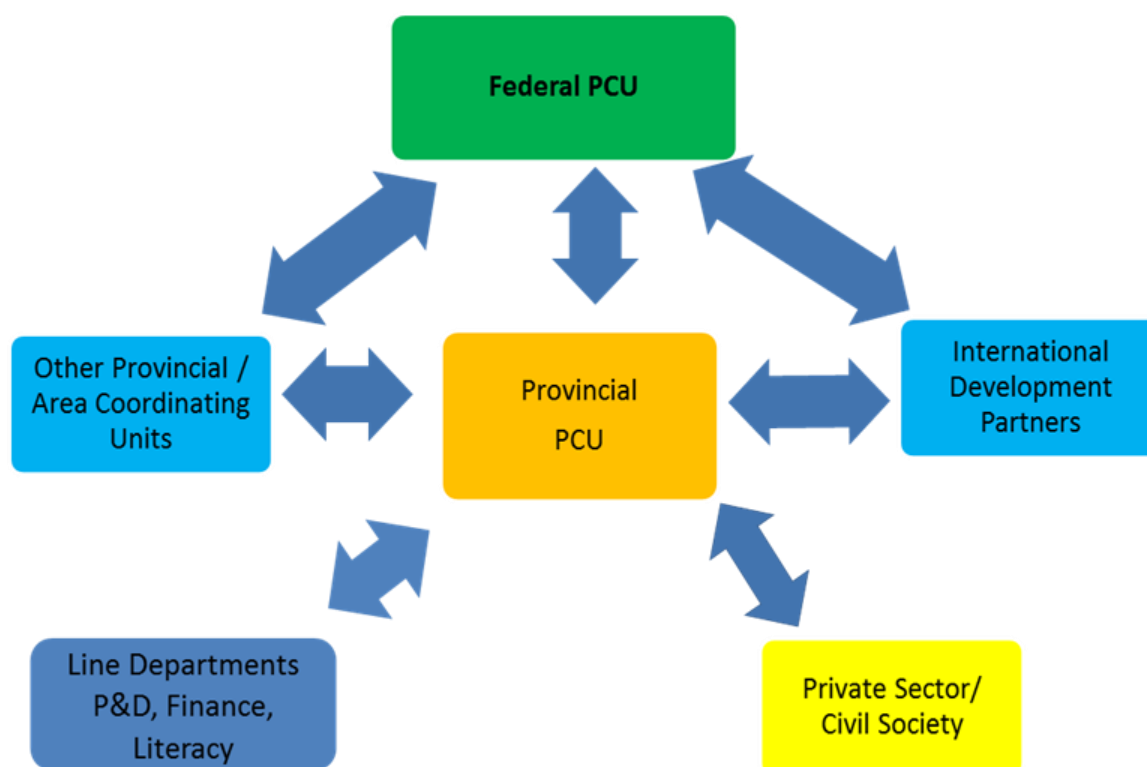 Federal PCU
Other Provincial /
Area Coordinating
Units
Provincial
PCU
International
Development
Partners
Line Departments
P&D, Finance,
Literacy
Private Sector/
Civil Society